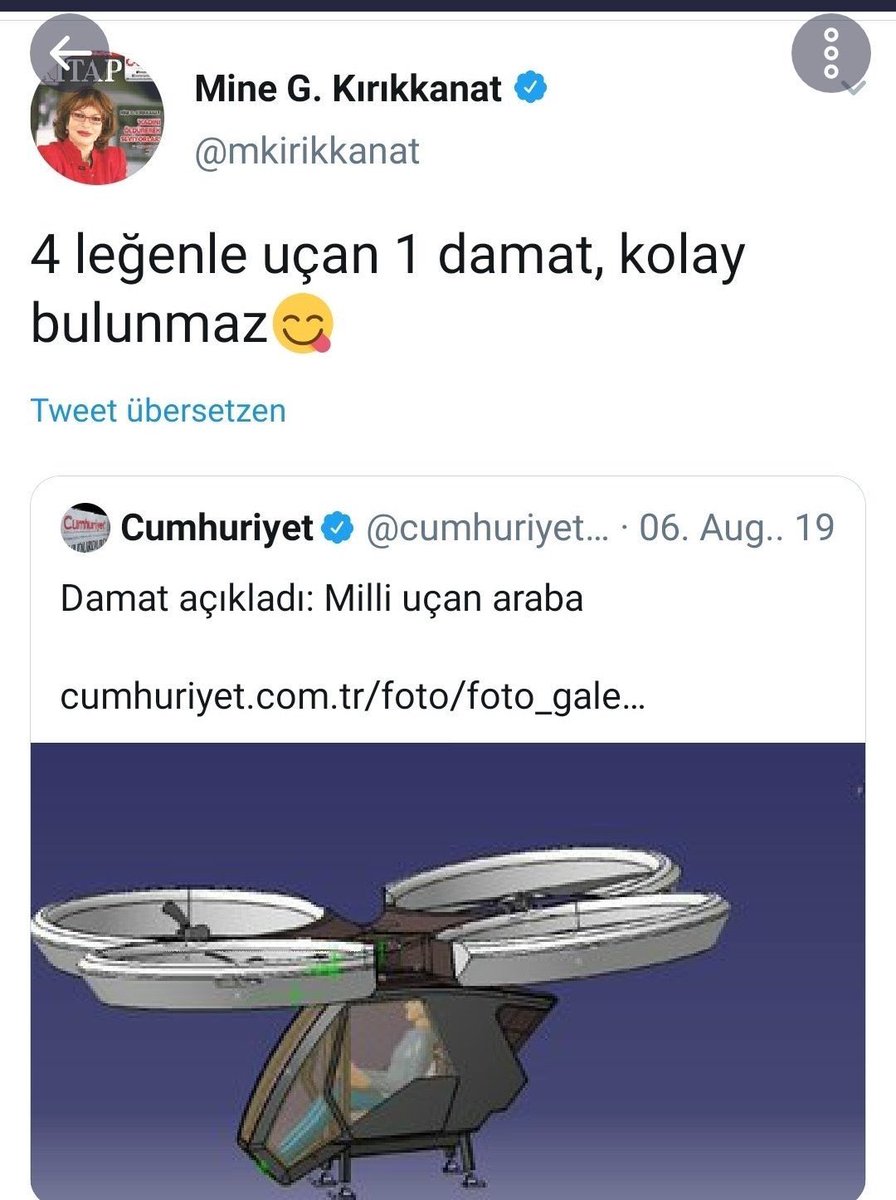 Mine G. Kırıkkanat
@mkirikkanat
4 leğenle uçan 1 damat, kolay
bulunmaz😋
Tweet übersetzen
Cumhuriyet
Cumhuriyet @cumhuriyet... · 06. Aug.. 19
Damat açıkladı: Milli uçan araba
cumhuriyet.com.tr/foto/foto_gale...